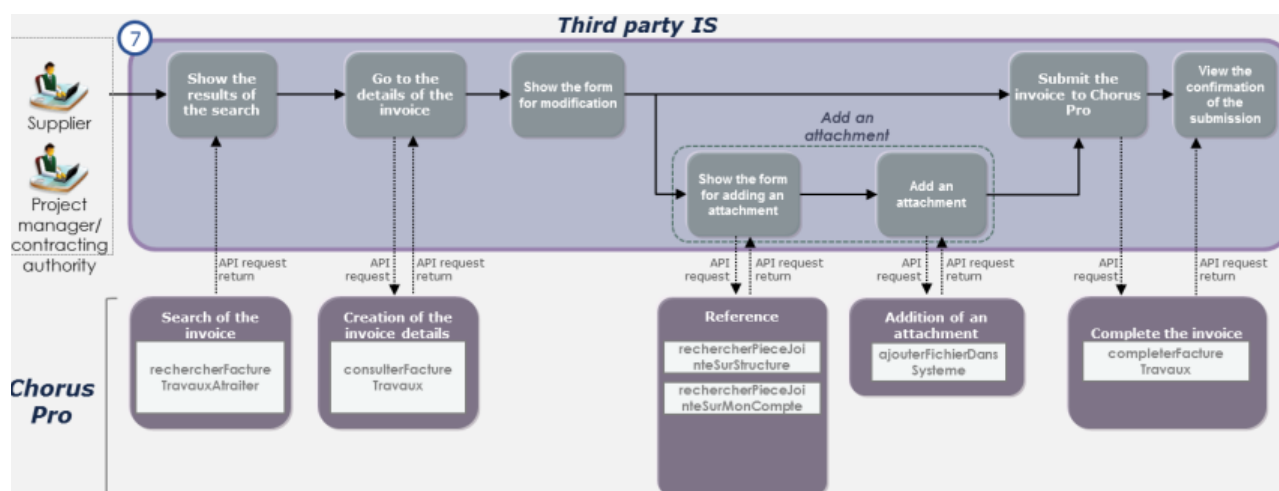 Third party IS
7
Supplier
Project
manager/
contracting
authority
Show the
results of
the search
Go to the
details of the
invoice
Show the form
for modification
Add an
attachment
Submit the
invoice to Chorus
Pro
View the
confirmation
of the
submission
Show the form
for adding an
attachment
Add an
attachment
API request
return
API
request
API request
return
API
request
API request
return
API
request
API request
return
API
request
API request
return
Chorus
Pro
Search of the
invoice
rechercherFacture
TravauxAtraiter
Creation of the
invoice details
consulterFacture
Travaux
Reference
rechercherPieceJoi
nteSurStructure
rechercherPieceJoi
nteSurMonCompte
Addition of an
attachment
ajouterFichierDans
Systeme
Complete the invoice
completerFacture
Travaux